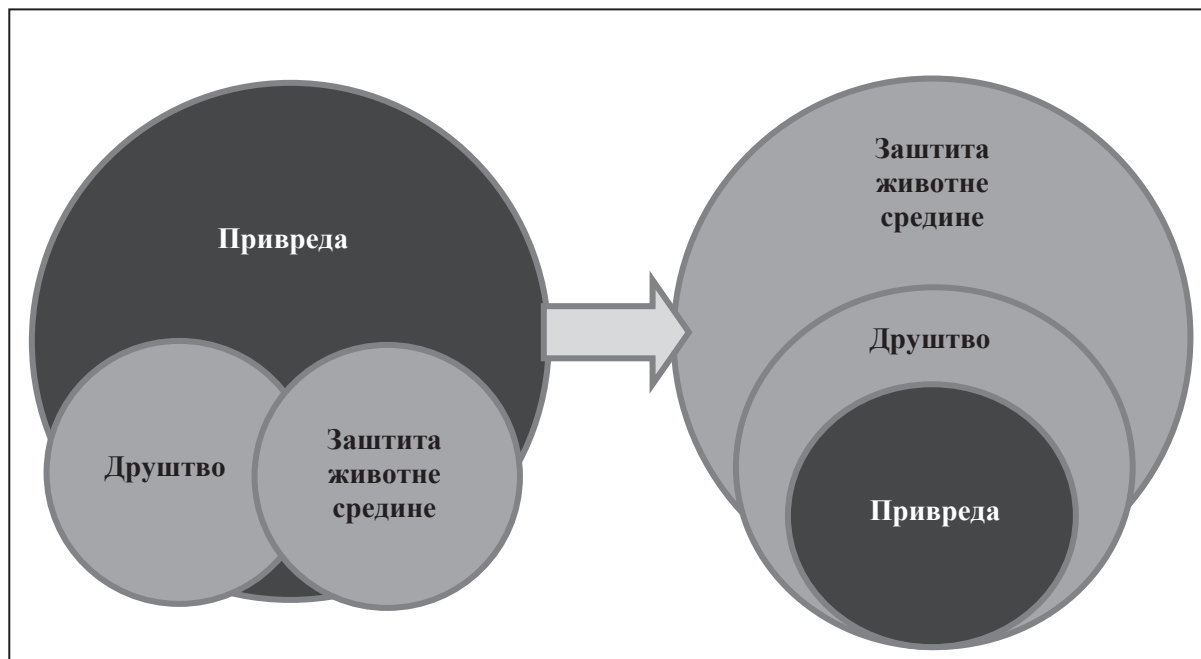 Привреда
Друштво
Заштита
животне
средине
Заштита
животне
средине
Друштво
Привреда